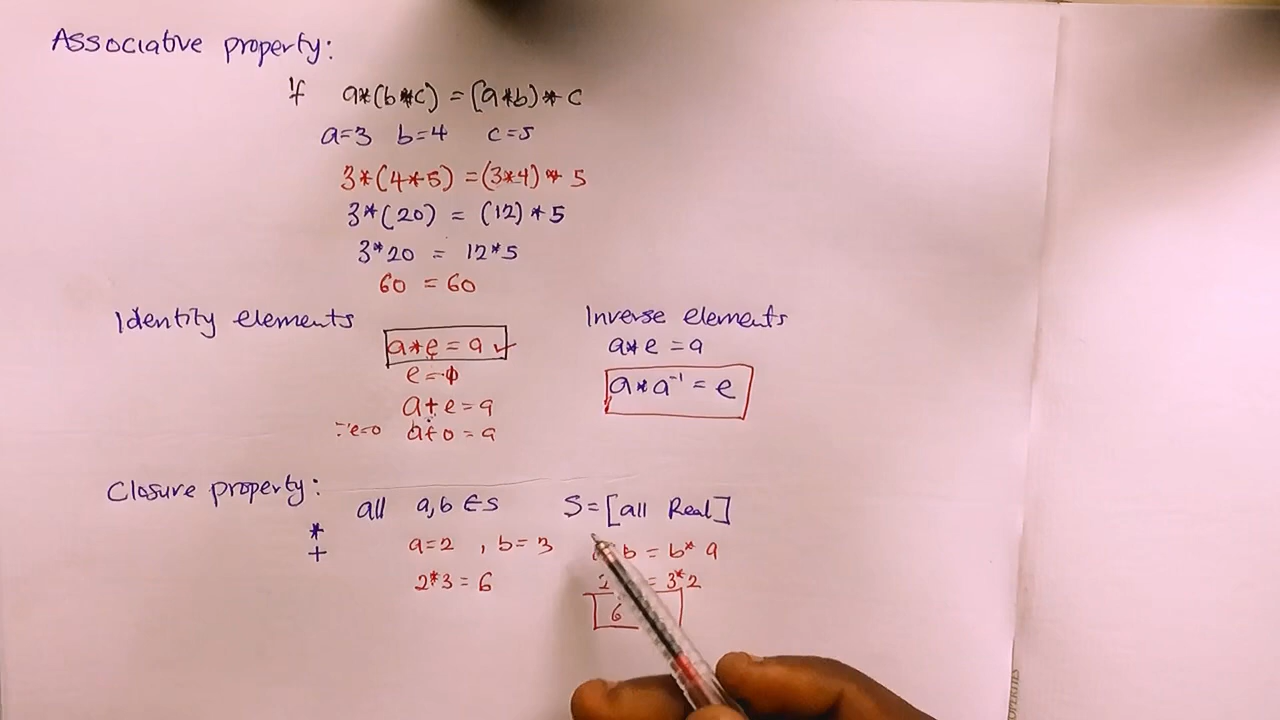 Associative property:
If a*(b*c) = (a*b)*c
a=3 b=4 c=5
3*(4*5) = (3*4)*5
3*(20) = (12)*5
3*20 = 12*5
60 = 60
Identity elements
a*e = a ✓
a+e = a
∵e=0 a+0 = a
Inverse elements
a*e = a
a*a⁻¹ = e
Closure property:
all a,b ∈ S S=[all Real]
*
+
a=2 , b=3
2*3 = 6
b = b*a
= 3*2
6